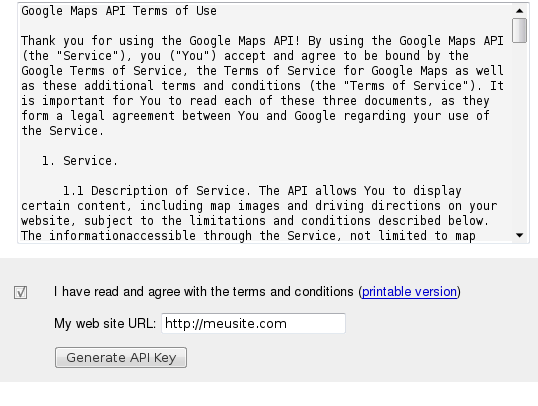 Google Maps API Terms of Use
Thank you for using the Google Maps API! By using the Google Maps API
(the "Service"), you ("You") accept and agree to be bound by the
Google Terms of Service, the Terms of Service for Google Maps as well
as these additional terms and conditions (the "Terms of Service"). It
is important for You to read each of these three documents, as they
form a legal agreement between You and Google regarding your use of
the Service.
1. Service.
1.1 Description of Service. The API allows You to display
certain content, including map images and driving directions on your
website, subject to the limitations and conditions described below.
The informationaccessible through the Service, not limited to map
I have read and agree with the terms and conditions (printable version)
My web site URL: http://meusite.com
Generate API Key